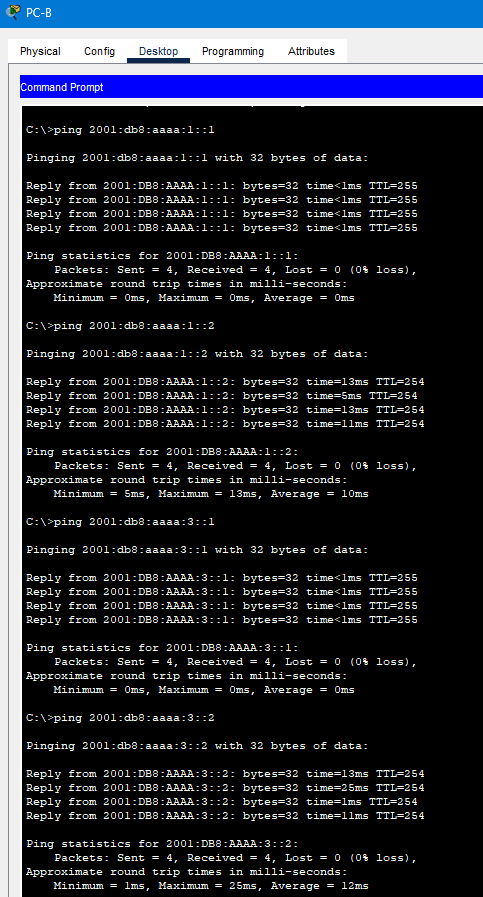 PC-B
Physical Config Desktop Programming Attributes
Command Prompt
C:\>ping 2001:db8:aaaa:1::1
Pinging 2001:db8:aaaa:1::1 with 32 bytes of data:
Reply from 2001:DB8:AAAA:1::1: bytes=32 time<1ms TTL=255
Reply from 2001:DB8:AAAA:1::1: bytes=32 time<1ms TTL=255
Reply from 2001:DB8:AAAA:1::1: bytes=32 time<1ms TTL=255
Reply from 2001:DB8:AAAA:1::1: bytes=32 time<1ms TTL=255
Ping statistics for 2001:DB8:AAAA:1::1:
Packets: Sent = 4, Received = 4, Lost = 0 (0% loss),
Approximate round trip times in milli-seconds:
Minimum = 0ms, Maximum = 0ms, Average = 0ms
C:\>ping 2001:db8:aaaa:1::2
Pinging 2001:db8:aaaa:1::2 with 32 bytes of data:
Reply from 2001:DB8:AAAA:1::2: bytes=32 time=13ms TTL=254
Reply from 2001:DB8:AAAA:1::2: bytes=32 time=5ms TTL=254
Reply from 2001:DB8:AAAA:1::2: bytes=32 time=13ms TTL=254
Reply from 2001:DB8:AAAA:1::2: bytes=32 time=11ms TTL=254
Ping statistics for 2001:DB8:AAAA:1::2:
Packets: Sent = 4, Received = 4, Lost = 0 (0% loss),
Approximate round trip times in milli-seconds:
Minimum = 5ms, Maximum = 13ms, Average = 10ms
C:\>ping 2001:db8:aaaa:3::1
Pinging 2001:db8:aaaa:3::1 with 32 bytes of data:
Reply from 2001:DB8:AAAA:3::1: bytes=32 time<1ms TTL=255
Reply from 2001:DB8:AAAA:3::1: bytes=32 time<1ms TTL=255
Reply from 2001:DB8:AAAA:3::1: bytes=32 time<1ms TTL=255
Reply from 2001:DB8:AAAA:3::1: bytes=32 time<1ms TTL=255
Ping statistics for 2001:DB8:AAAA:3::1:
Packets: Sent = 4, Received = 4, Lost = 0 (0% loss),
Approximate round trip times in milli-seconds:
Minimum = 0ms, Maximum = 0ms, Average = 0ms
C:\>ping 2001:db8:aaaa:3::2
Pinging 2001:db8:aaaa:3::2 with 32 bytes of data:
Reply from 2001:DB8:AAAA:3::2: bytes=32 time=13ms TTL=254
Reply from 2001:DB8:AAAA:3::2: bytes=32 time=25ms TTL=254
Reply from 2001:DB8:AAAA:3::2: bytes=32 time=1ms TTL=254
Reply from 2001:DB8:AAAA:3::2: bytes=32 time=11ms TTL=254
Ping statistics for 2001:DB8:AAAA:3::2:
Packets: Sent = 4, Received = 4, Lost = 0 (0% loss),
Approximate round trip times in milli-seconds:
Minimum = 1ms, Maximum = 25ms, Average = 12ms